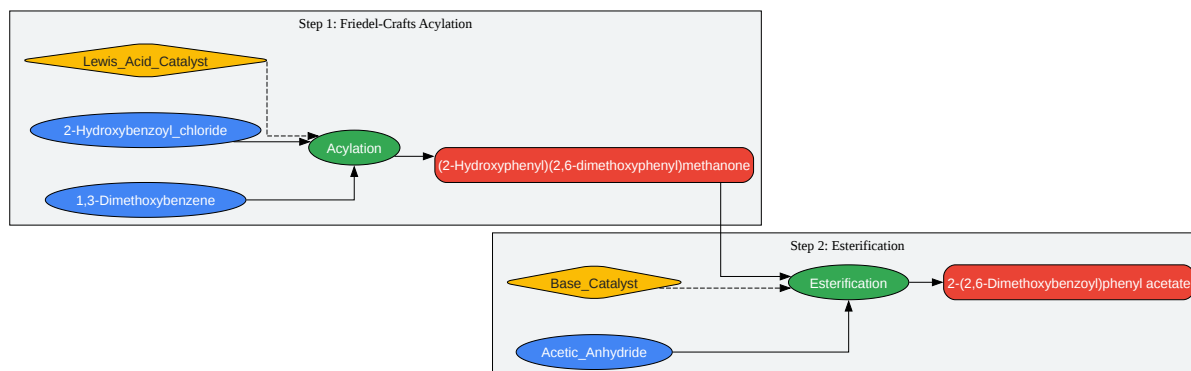 Step 1: Friedel-Crafts Acylation
Lewis_Acid_Catalyst
2-Hydroxybenzoyl_chloride
Acylation
(2-Hydroxyphenyl)(2,6-dimethoxyphenyl)methanone
1,3-Dimethoxybenzene
Step 2: Esterification
Base_Catalyst
Esterification
2-(2,6-Dimethoxybenzoyl)phenyl acetate
Acetic_Anhydride